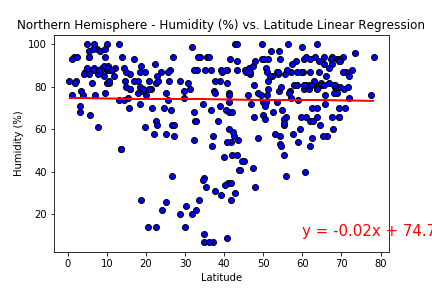 Northern Hemisphere - Humidity (%) vs. Latitude Linear Regression
Humidity (%)
100
80
60
40
20
y = -0.02x + 74.7
0 10 20 30 40 50 60 70 80
Latitude